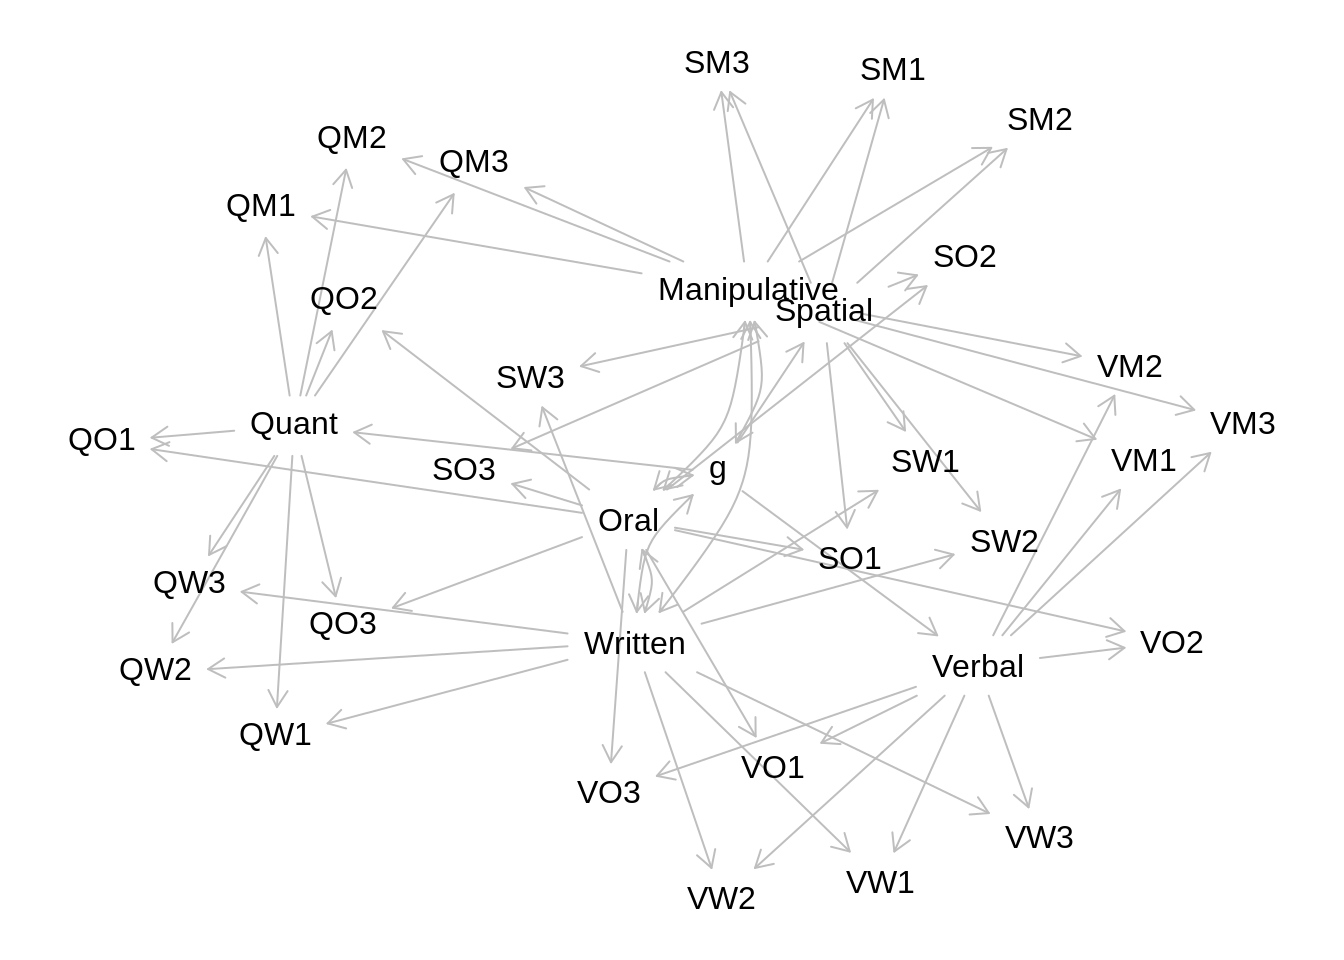 SM3
SM1
SM2
QM2
QM3
QM1
SO2
Manipulative
QO2
Spatial
VM2
SW3
Quant
VM3
QO1
SW1
VM1
SO3
g
Oral
SW2
SO1
QW3
QO3
VO2
Written
Verbal
QW2
QW1
VO1
VO3
VW3
VW1
VW2